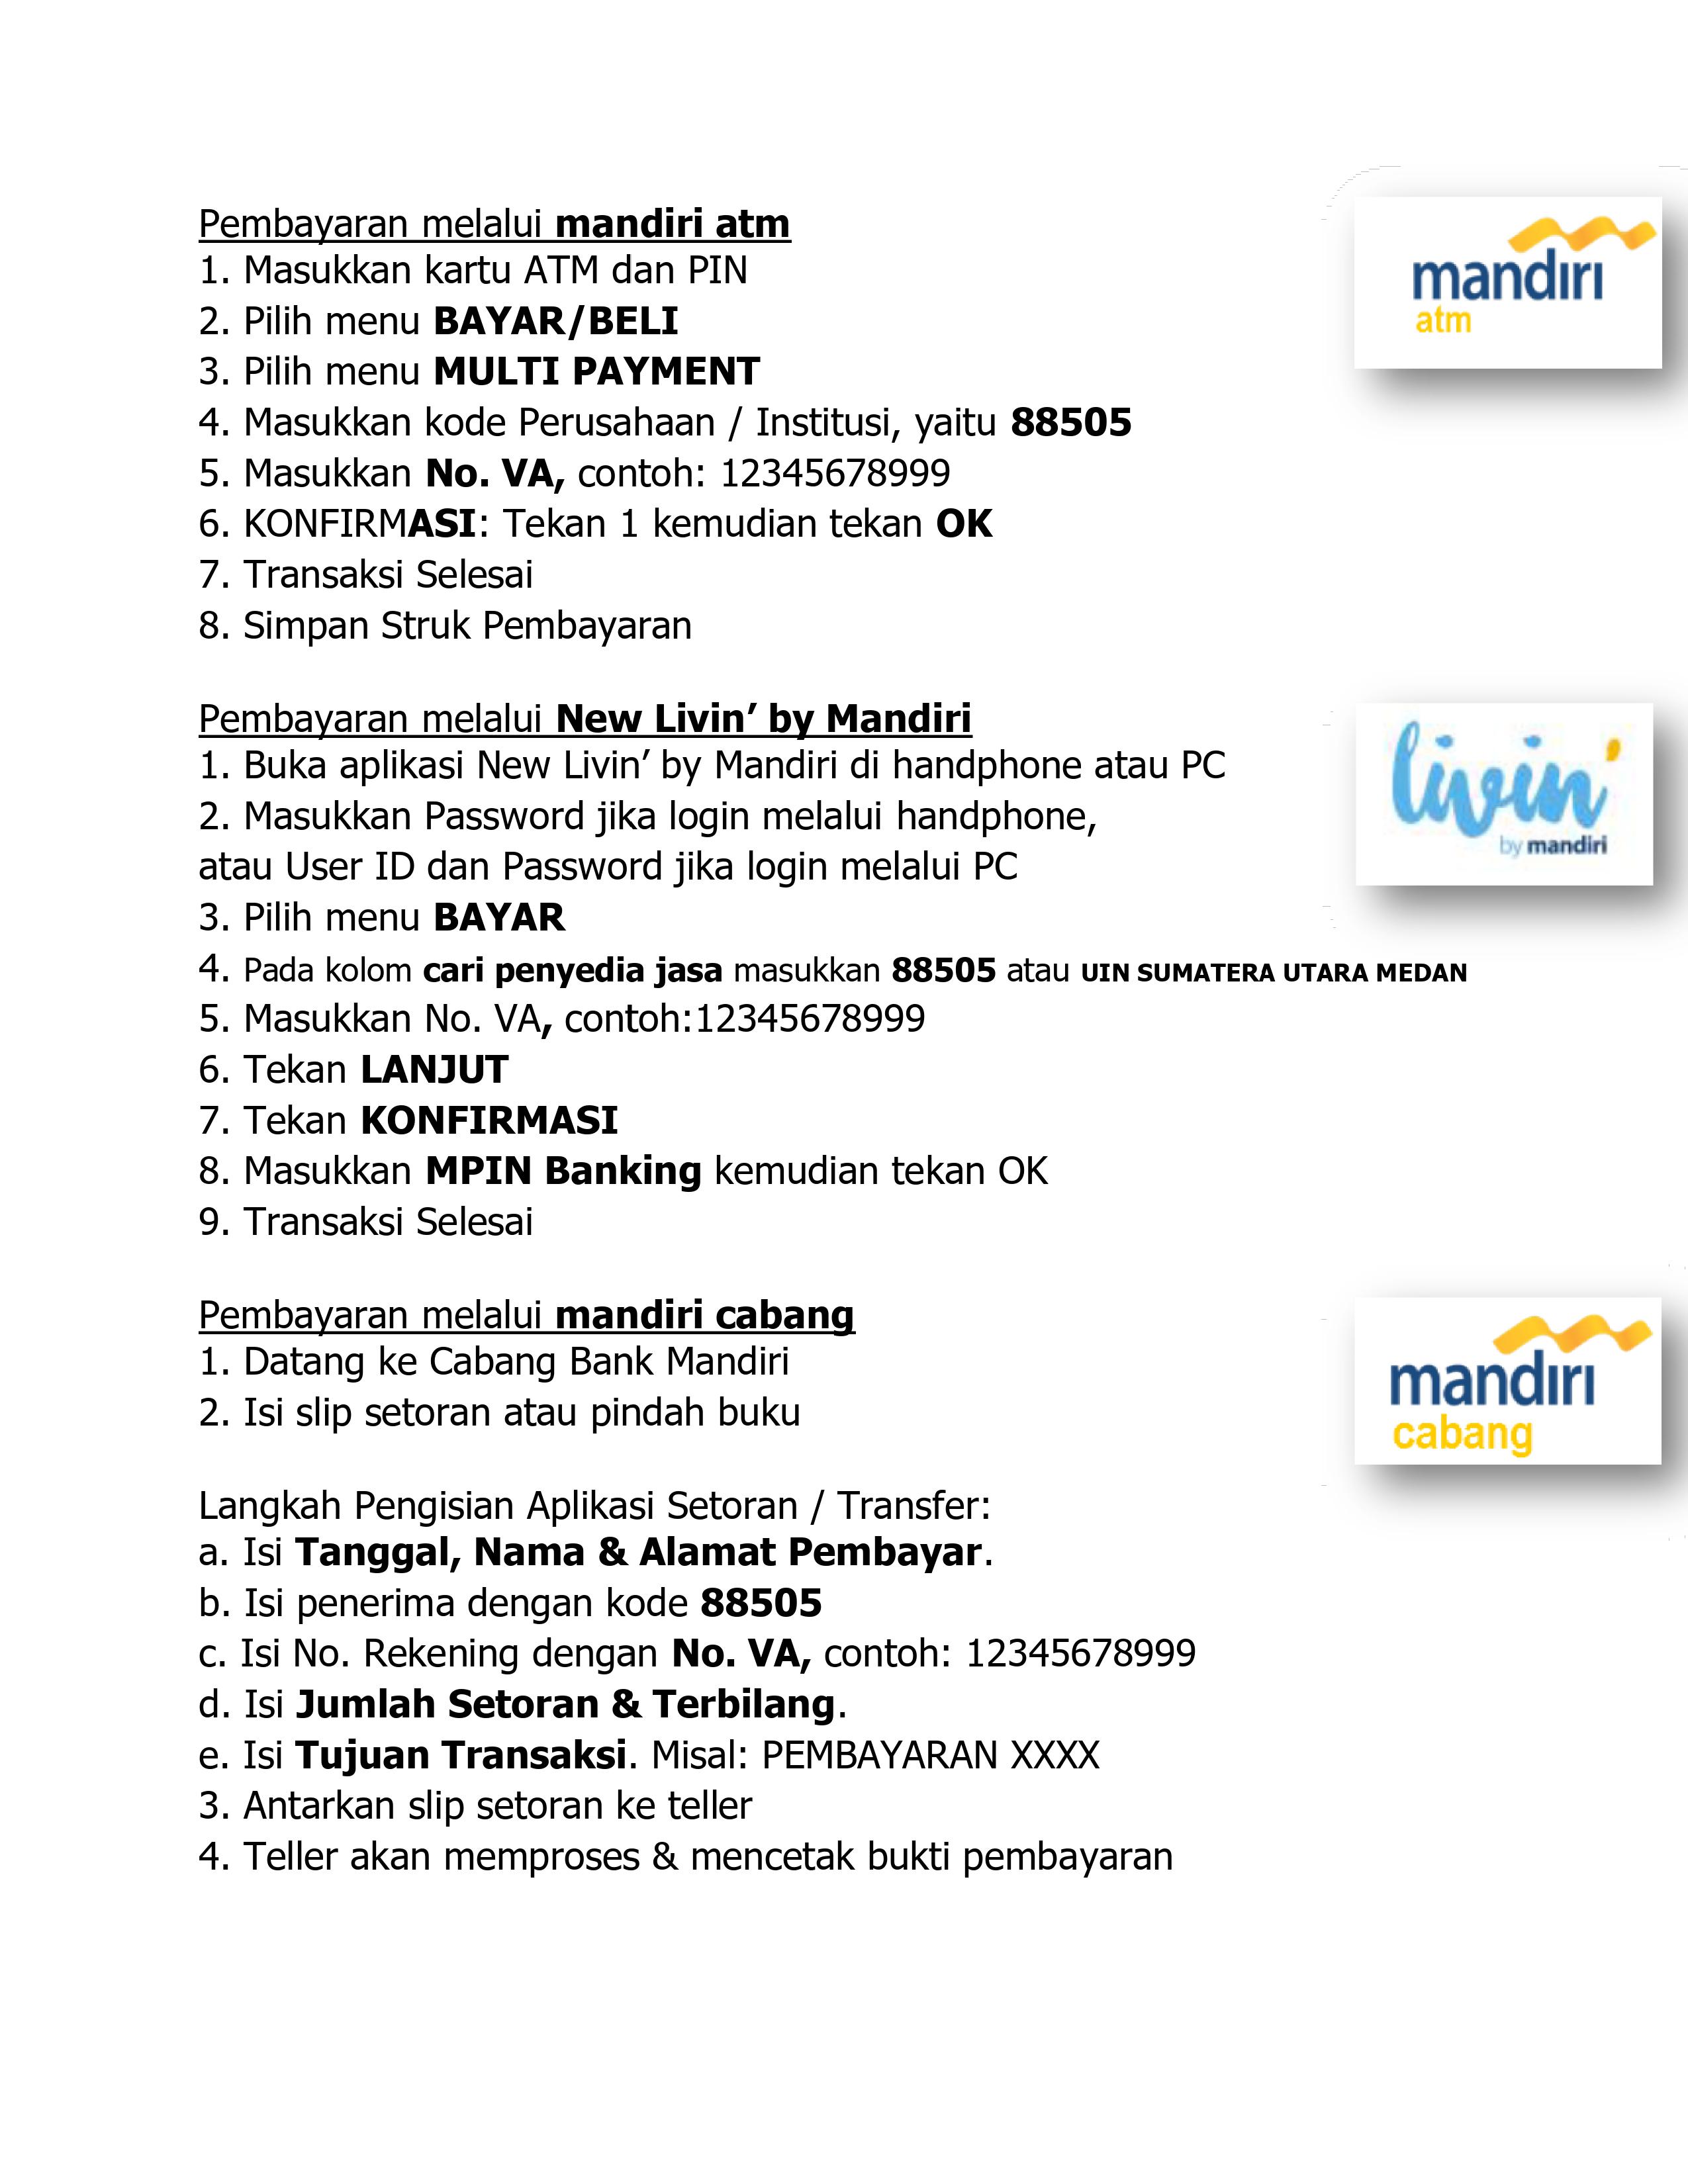 Pembayaran melalui mandiri atm
mandiri
atm
1. Masukkan kartu ATM dan PIN
2. Pilih menu BAYAR/BELI
3. Pilih menu MULTI PAYMENT
4. Masukkan kode Perusahaan / Institusi, yaitu 88505
5. Masukkan No. VA, contoh: 12345678999
6. KONFIRMASI: Tekan 1 kemudian tekan OK
7. Transaksi Selesai
8. Simpan Struk Pembayaran
Pembayaran melalui New Livin’ by Mandiri
livin’
by mandiri
1. Buka aplikasi New Livin’ by Mandiri di handphone atau PC
2. Masukkan Password jika login melalui handphone,
atau User ID dan Password jika login melalui PC
3. Pilih menu BAYAR
4. Pada kolom cari penyedia jasa masukkan 88505 atau UIN SUMATERA UTARA MEDAN
5. Masukkan No. VA, contoh:12345678999
6. Tekan LANJUT
7. Tekan KONFIRMASI
8. Masukkan MPIN Banking kemudian tekan OK
9. Transaksi Selesai
Pembayaran melalui mandiri cabang
mandiri
cabang
1. Datang ke Cabang Bank Mandiri
2. Isi slip setoran atau pindah buku
Langkah Pengisian Aplikasi Setoran / Transfer:
a. Isi Tanggal, Nama & Alamat Pembayar.
b. Isi penerima dengan kode 88505
c. Isi No. Rekening dengan No. VA, contoh: 12345678999
d. Isi Jumlah Setoran & Terbilang.
e. Isi Tujuan Transaksi. Misal: PEMBAYARAN XXXX
3. Antarkan slip setoran ke teller
4. Teller akan memproses & mencetak bukti pembayaran